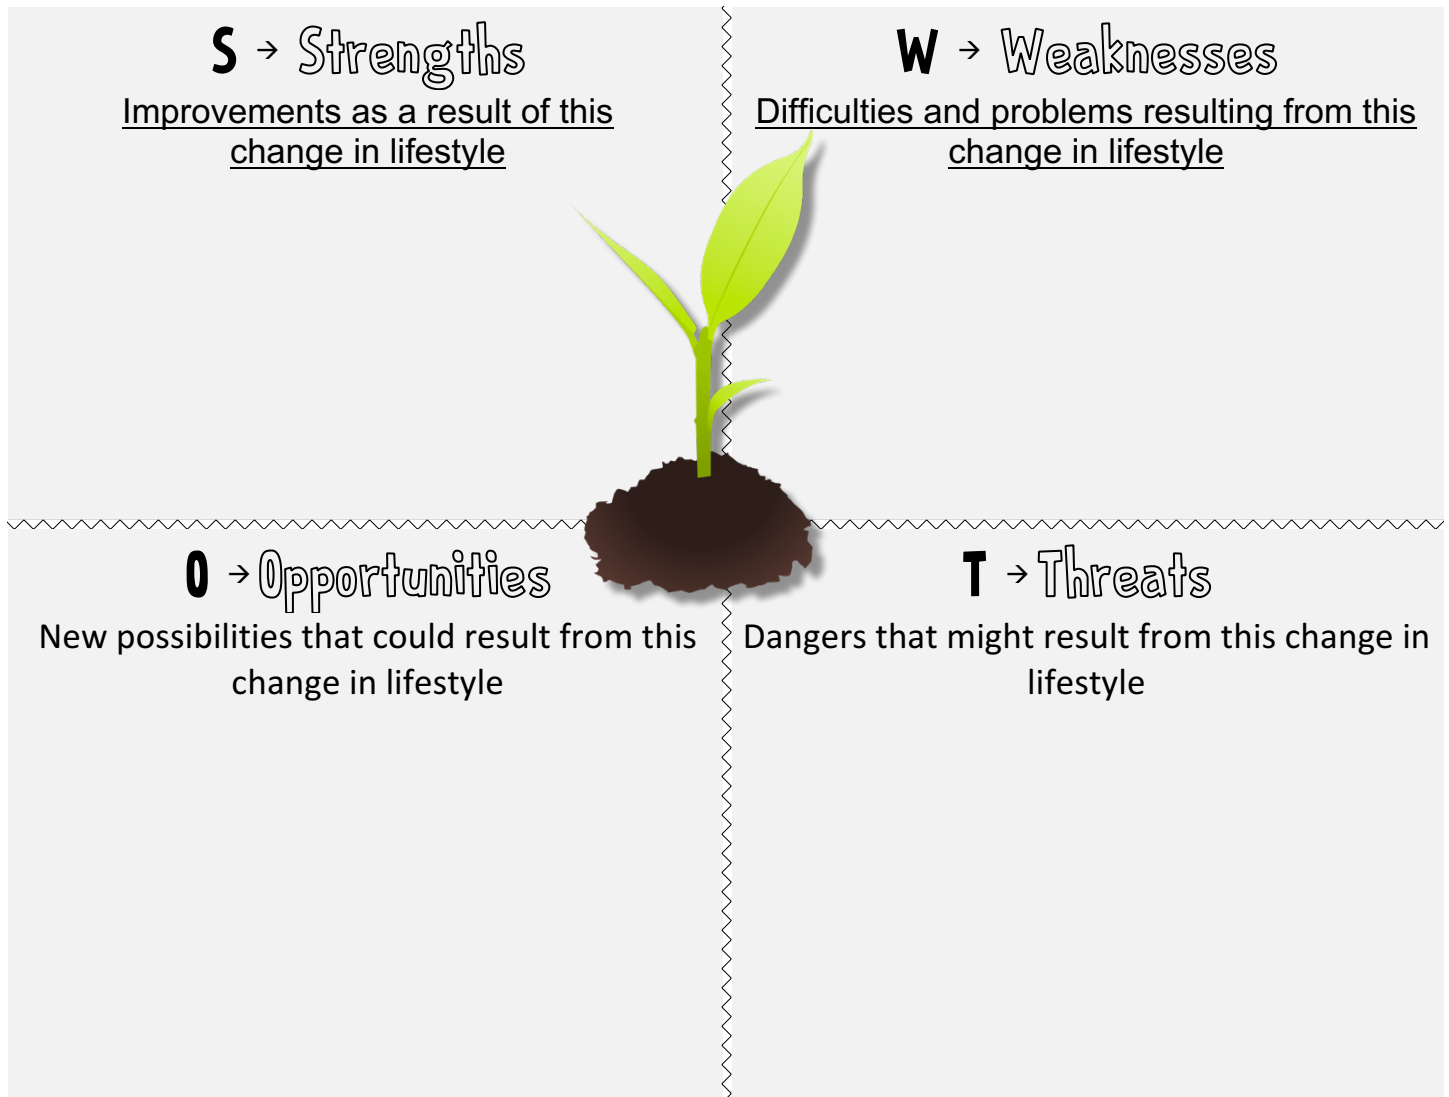 S → Strengths
Improvements as a result of this
change in lifestyle
W → Weaknesses
Difficulties and problems resulting from this
change in lifestyle
O → Opportunities
New possibilities that could result from this
change in lifestyle
T → Threats
Dangers that might result from this change in
lifestyle